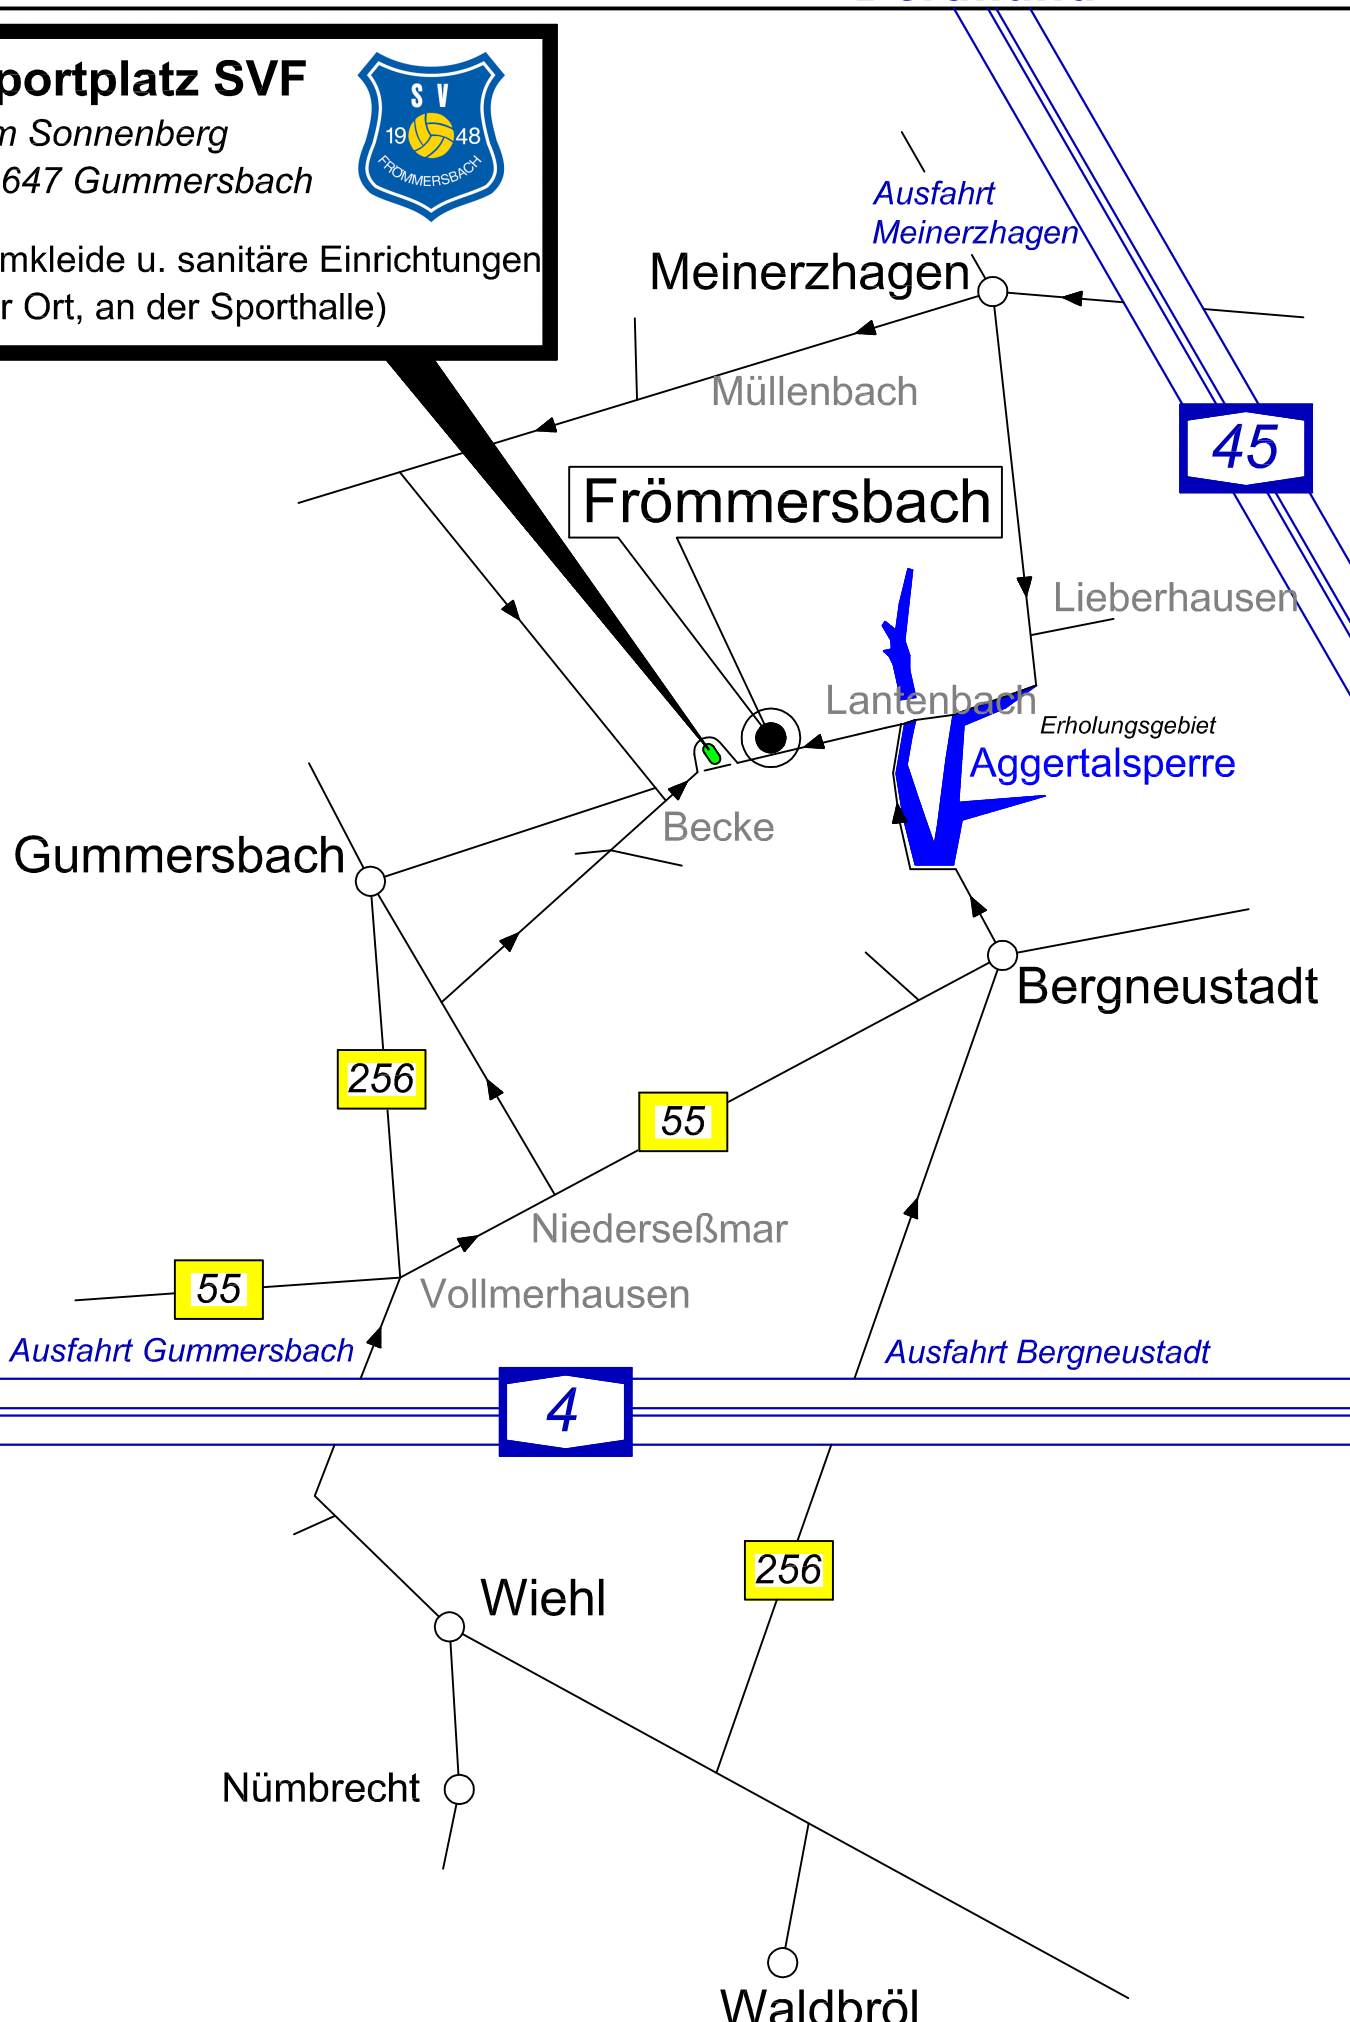 portplatz SVF
m Sonnenberg
647 Gummersbach
mkleide u. sanitäre Einrichtungen
r Ort, an der Sporthalle)
S V
19 48
FRÖMMERSBACH
Ausfahrt
Meinerzhagen
Meinerzhagen
Müllenbach
45
Frömmersbach
Lieberhausen
Lantenbach
Erholungsgebiet
Aggertalsperre
Becke
Gummersbach
Bergneustadt
256
55
Niederseßmar
55
Vollmerhausen
Ausfahrt Gummersbach
Ausfahrt Bergneustadt
4
256
Wiehl
Nümbrecht
Waldbröl